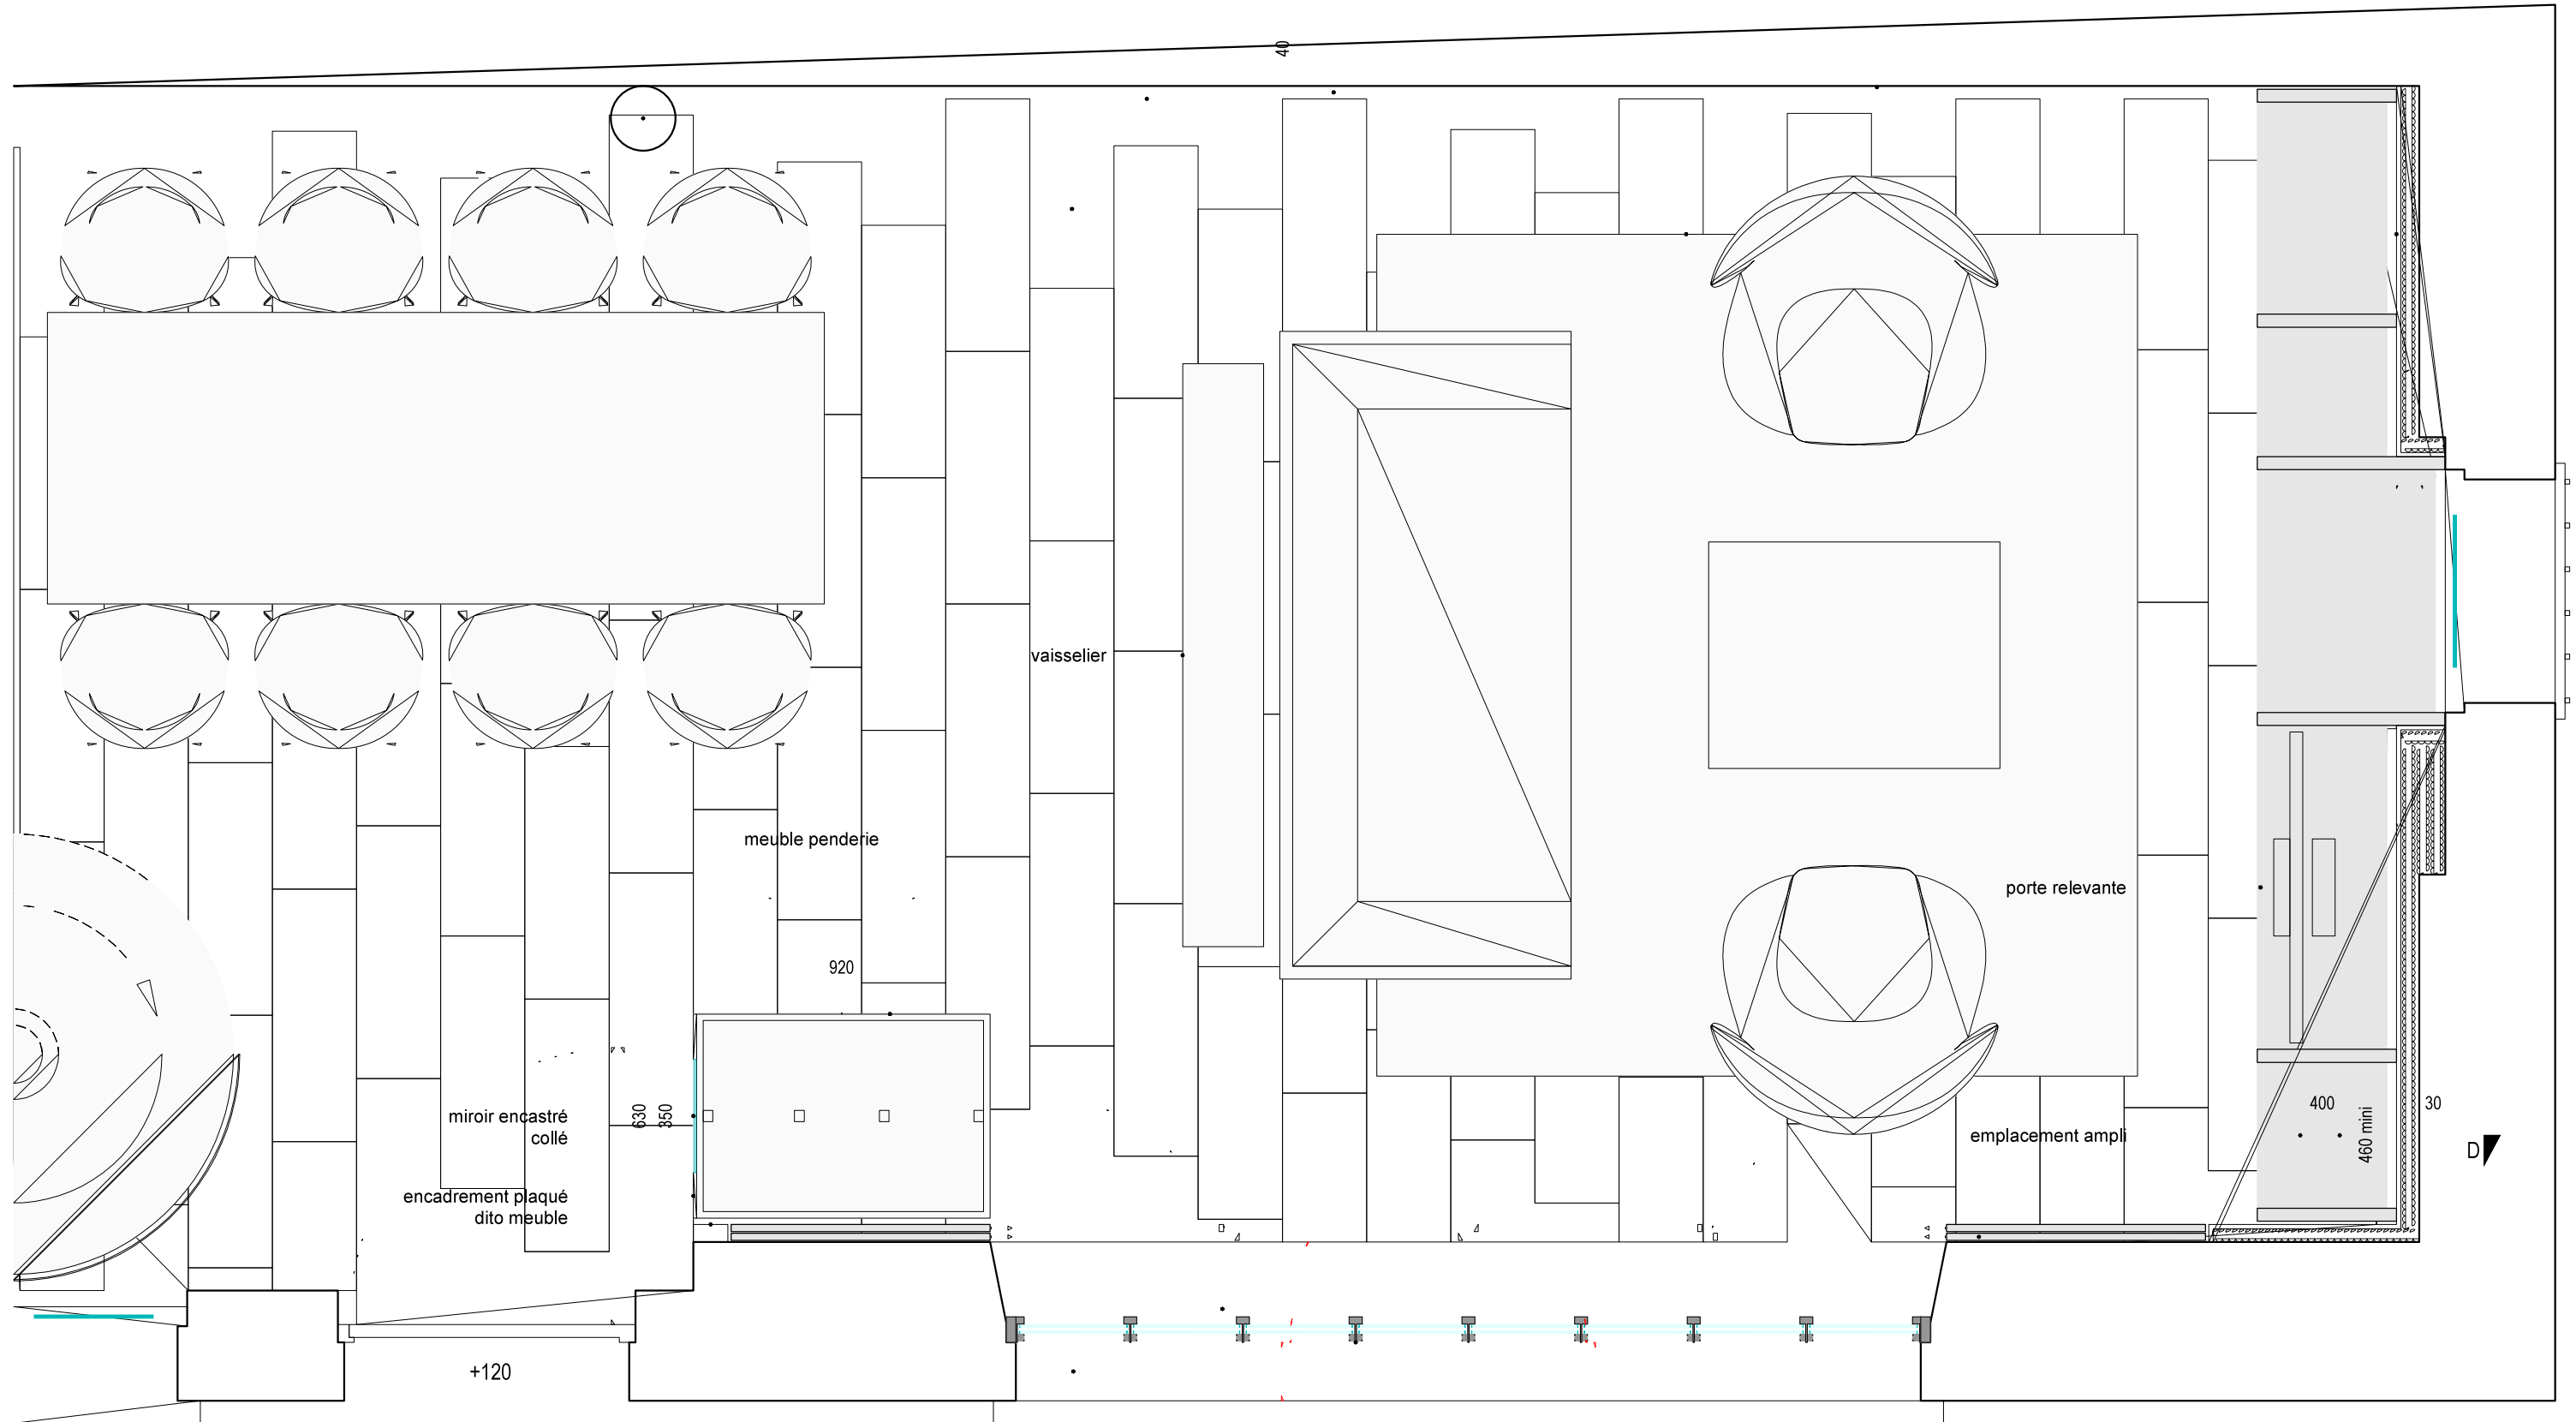 40
vaisselier
meuble penderie
porte relevante
920
miroir encastré
collé
630
350
400
30
460 mini
emplacement ampli
D
encadrement plaqué
dito meuble
+120